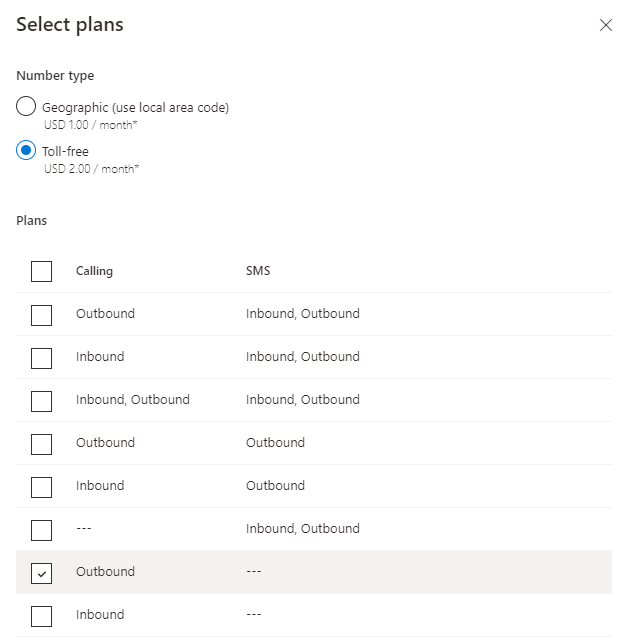 Select plans
Number type
Geographic (use local area code)
USD 1.00 / month*
Toll-free
USD 2.00 / month*
Plans
Calling SMS
Outbound Inbound, Outbound
Inbound Inbound, Outbound
Inbound, Outbound Inbound, Outbound
Outbound Outbound
Inbound Outbound
--- Inbound, Outbound
Outbound ---
Inbound ---